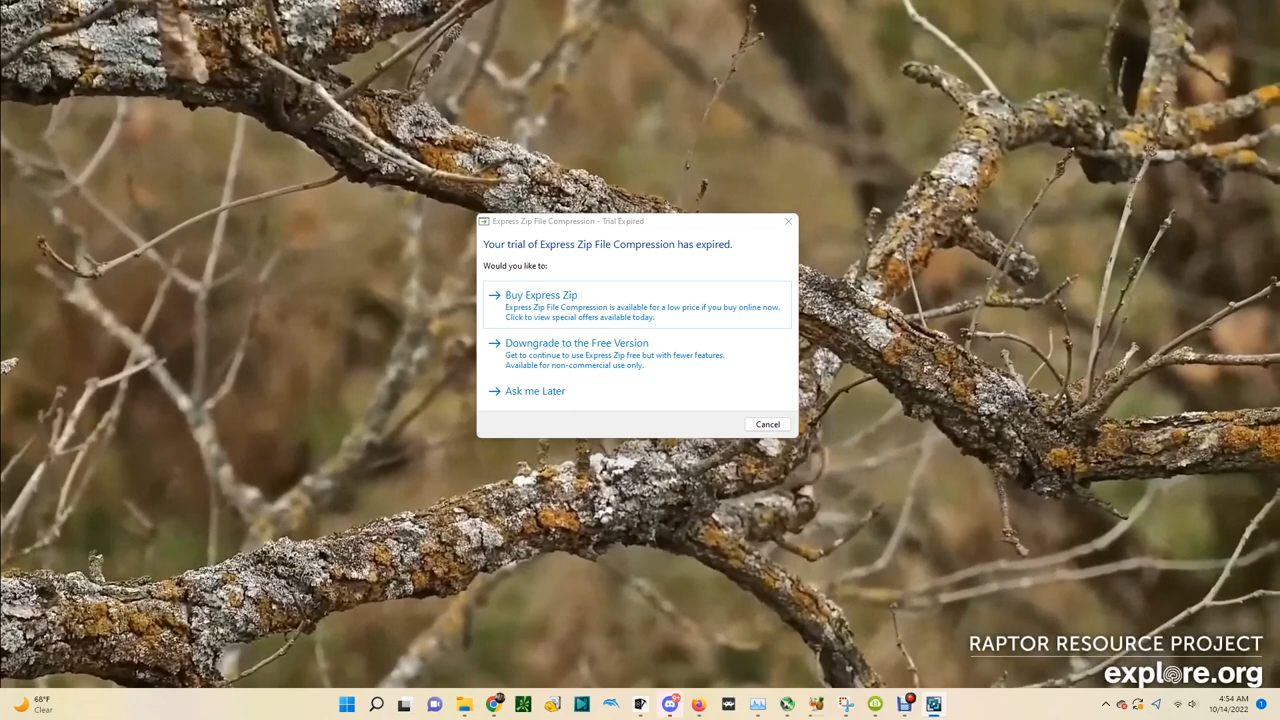 Express Zip File Compression - Trial Expired
Your trial of Express Zip File Compression has expired.
Would you like to:
Buy Express Zip
Express Zip File Compression is available for a low price if you buy online now.
Click to view special offers available today.
Downgrade to the Free Version
Get to continue to use Express Zip free but with fewer features.
Available for non-commercial use only.
Ask me Later
Cancel
RAPTOR RESOURCE PROJECT
explore.org
68°F
Clear
9+
4:54 AM
10/14/2022
1